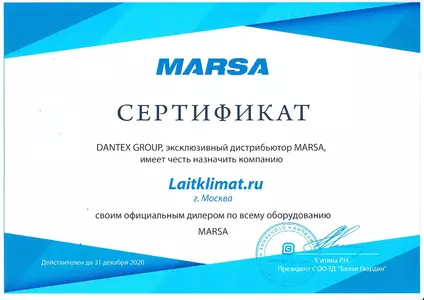 MARSA
СЕРТИФИКАТ
DANTEX GROUP, эксклюзивный дистрибьютор MARSA,
имеет честь назначить компанию
Laitklimat.ru
г. Москва
своим официальным дилером по всему оборудованию
MARSA
Действителен до 31 декабря 2020
Президент ООО ТД "Белая Гвардия"